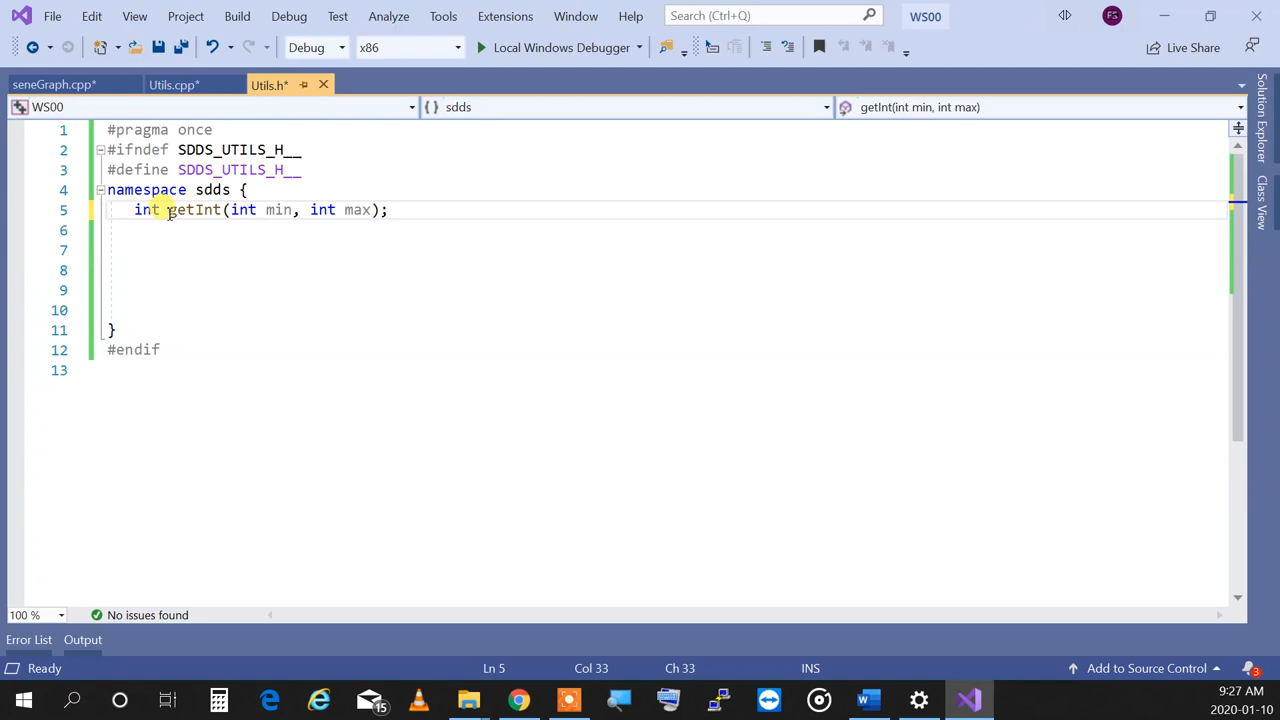 File Edit View Project Build Debug Test Analyze Tools Extensions Window Help Search (Ctrl+Q) WS00 FS
Debug x86 Local Windows Debugger Live Share
seneGraph.cpp* Utils.cpp* Utils.h*
WS00 {} sdds getInt(int min, int max)
1 #pragma once
2 #ifndef SDDS_UTILS_H__
3 #define SDDS_UTILS_H__
4 namespace sdds {
5 int getInt(int min, int max);
6
7
8
9
10
11 }
12 #endif
13
Solution Explorer
Class View
100 % No issues found
Error List Output
Ready Ln 5 Col 33 Ch 33 INS Add to Source Control 3
15
9:27 AM
2020-01-10